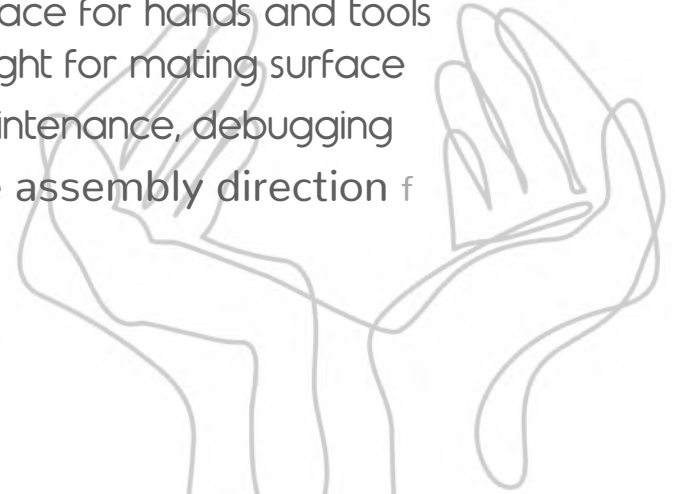 ace for hands and tools
ght for mating surface
intenance, debugging
e assembly direction f